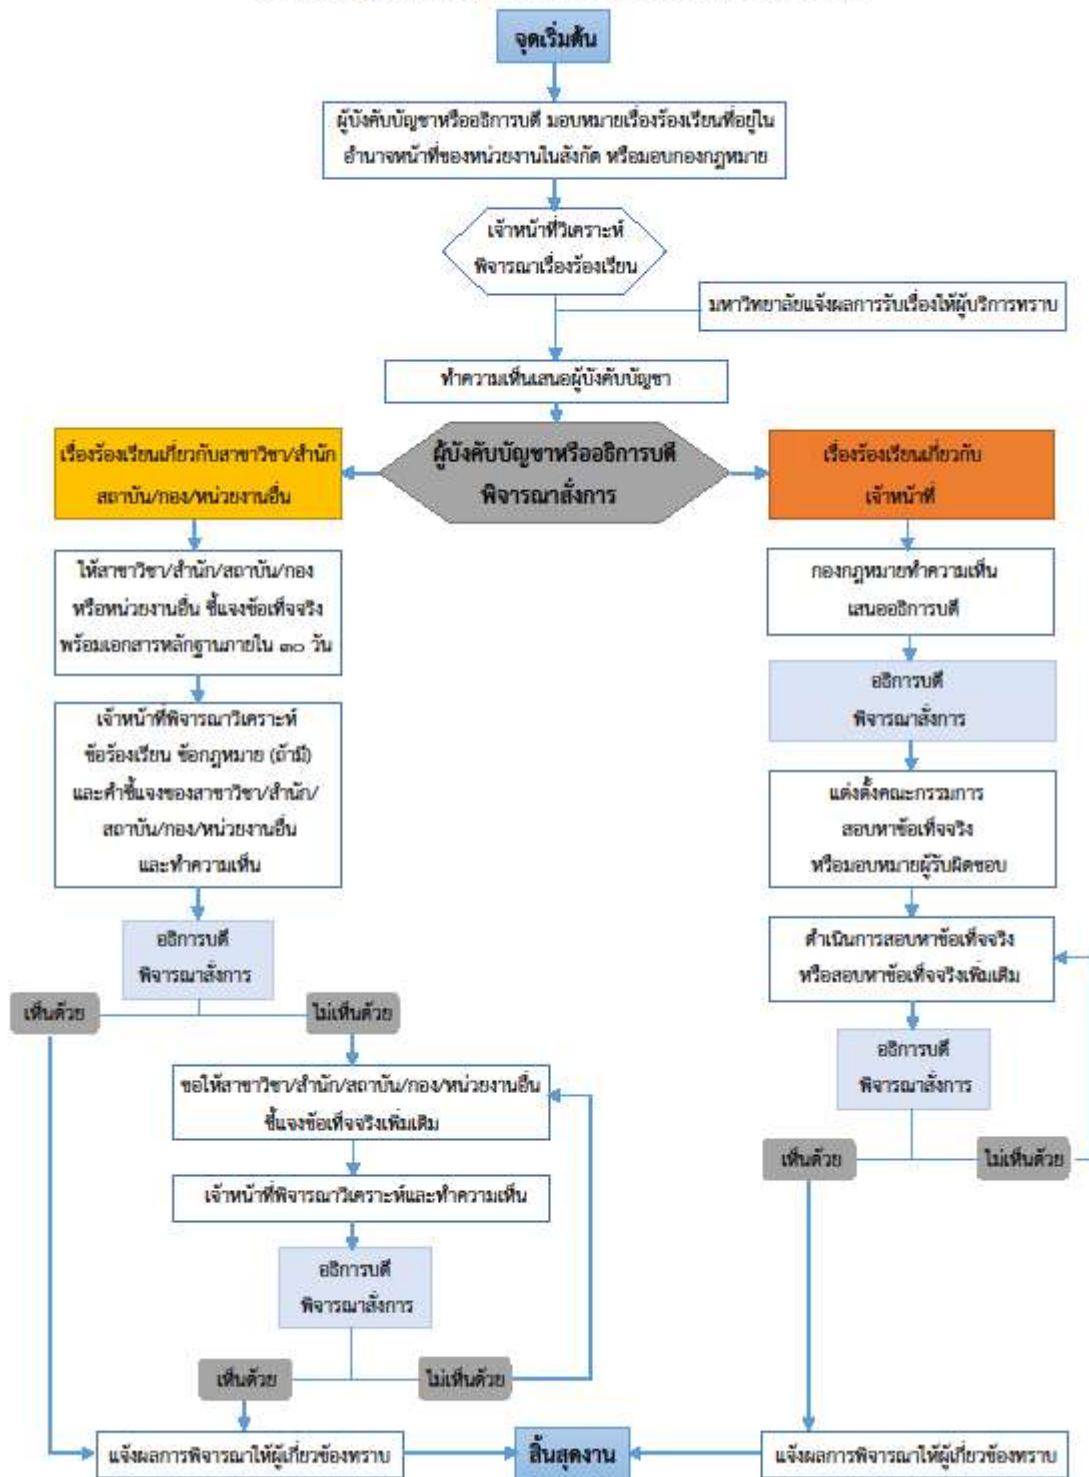 จุดเริ่มต้น
ผู้บังคับบัญชาหรืออธิการบดี มอบหมายเรื่องร้องเรียนที่อยู่ใน
อำนาจหน้าที่ของหน่วยงานในสังกัด หรือมอบกองกฎหมาย
เจ้าหน้าที่วิเคราะห์
พิจารณาเรื่องร้องเรียน
มหาวิทยาลัยแจ้งผลการรับเรื่องให้ผู้บริการทราบ
ทำความเห็นเสนอผู้บังคับบัญชา
ผู้บังคับบัญชาหรืออธิการบดี
พิจารณาสั่งการ
เรื่องร้องเรียนเกี่ยวกับสาขาวิชา/สำนัก
สถาบัน/กอง/หน่วยงานอื่น
ให้สาขาวิชา/สำนัก/สถาบัน/กอง
หรือหน่วยงานอื่น ชี้แจงข้อเท็จจริง
พร้อมเอกสารหลักฐานภายใน ๓๐ วัน
เจ้าหน้าที่พิจารณาวิเคราะห์
ข้อร้องเรียน ข้อกฎหมาย (ถ้ามี)
และคำชี้แจงของสาขาวิชา/สำนัก/
สถาบัน/กอง/หน่วยงานอื่น
และทำความเห็น
อธิการบดี
พิจารณาสั่งการ
เห็นด้วย
ไม่เห็นด้วย
ขอให้สาขาวิชา/สำนัก/สถาบัน/กอง/หน่วยงานอื่น
ชี้แจงข้อเท็จจริงเพิ่มเติม
เจ้าหน้าที่พิจารณาวิเคราะห์และทำความเห็น
อธิการบดี
พิจารณาสั่งการ
เห็นด้วย
ไม่เห็นด้วย
แจ้งผลการพิจารณาให้ผู้เกี่ยวข้องทราบ
เรื่องร้องเรียนเกี่ยวกับ
เจ้าหน้าที่
กองกฎหมายทำความเห็น
เสนออธิการบดี
อธิการบดี
พิจารณาสั่งการ
แต่งตั้งคณะกรรมการ
สอบหาข้อเท็จจริง
หรือมอบหมายผู้รับผิดชอบ
ดำเนินการสอบหาข้อเท็จจริง
หรือสอบหาข้อเท็จจริงเพิ่มเติม
อธิการบดี
พิจารณาสั่งการ
เห็นด้วย
ไม่เห็นด้วย
แจ้งผลการพิจารณาให้ผู้เกี่ยวข้องทราบ
สิ้นสุดงาน